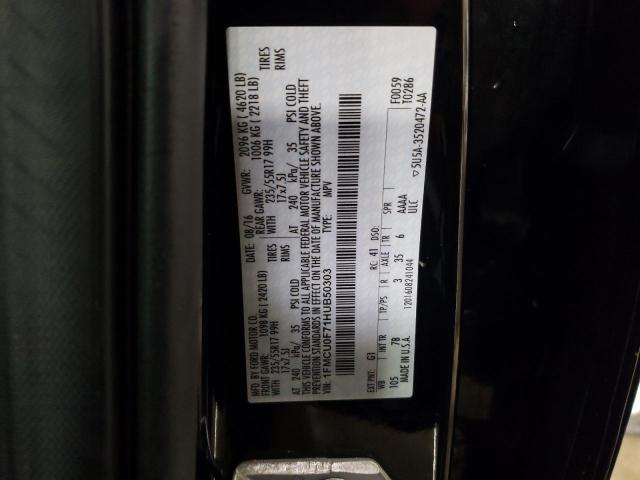 MFD. BY FORD MOTOR CO.
DATE: 08/16 GVWR: 2096 KG ( 4620 LB)
FRONT GAWR: 1098 KG ( 2420 LB) REAR GAWR: 1006 KG ( 2218 LB)
WITH 235/55R17 99H TIRES WITH 235/55R17 99H TIRES
17x7.5J RIMS 17x7.5J RIMS
AT 240 kPa/ 35 PSI COLD AT 240 kPa/ 35 PSI COLD
THIS VEHICLE CONFORMS TO ALL APPLICABLE FEDERAL MOTOR VEHICLE SAFETY AND THEFT
PREVENTION STANDARDS IN EFFECT ON THE DATE OF MANUFACTURE SHOWN ABOVE.
VIN: 1FMCU0F71HUB50303 TYPE: MPV
F0059
T0286
EXT PNT: G1 RC: 41 DSO:
WB INT TR TP/PS R AXLE TR SPR
105 7B 3 35 6 AAAA
ULC
MADE IN U.S.A. 1201608241044
5U5A-3520472-AA